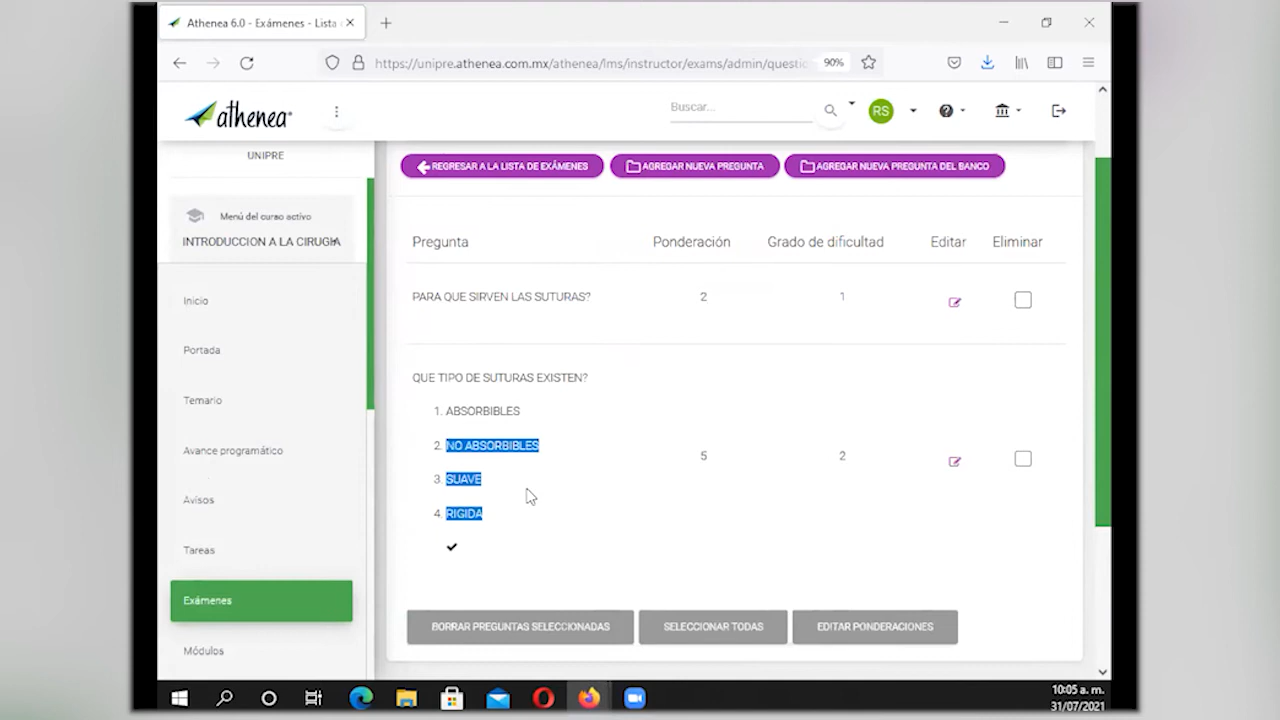 Athenea 6.0 - Exámenes - Lista
https://unipre.athenea.com.mx/athenea/lms/instructor/exams/admin/questi
90%
athenea®
Buscar...
RS
UNIPRE
Menú del curso activo
INTRODUCCION A LA CIRUGIA
Inicio
Portada
Temario
Avance programático
Avisos
Tareas
Exámenes
Módulos
REGRESAR A LA LISTA DE EXÁMENES
AGREGAR NUEVA PREGUNTA
AGREGAR NUEVA PREGUNTA DEL BANCO
Pregunta Ponderación Grado de dificultad Editar Eliminar
PARA QUE SIRVEN LAS SUTURAS? 2 1
QUE TIPO DE SUTURAS EXISTEN?
1. ABSORBIBLES
2. NO ABSORBIBLES
5 2
3. SUAVE
4. RIGIDA
BORRAR PREGUNTAS SELECCIONADAS
SELECCIONAR TODAS
EDITAR PONDERACIONES
10:05 a. m.
31/07/2021